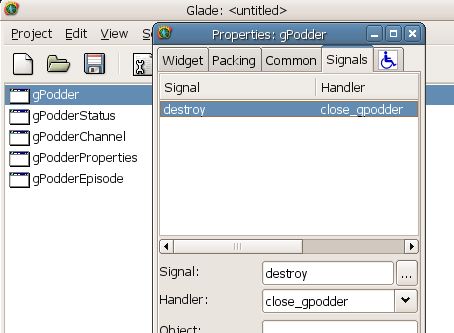 Glade: <untitled>
Project Edit View Sett
Properties: gPodder
Widget Packing Common Signals
Signal Handler
destroy close_gpodder
gPodder
gPodderStatus
gPodderChannel
gPodderProperties
gPodderEpisode
Signal: destroy ...
Handler: close_gpodder
Object: